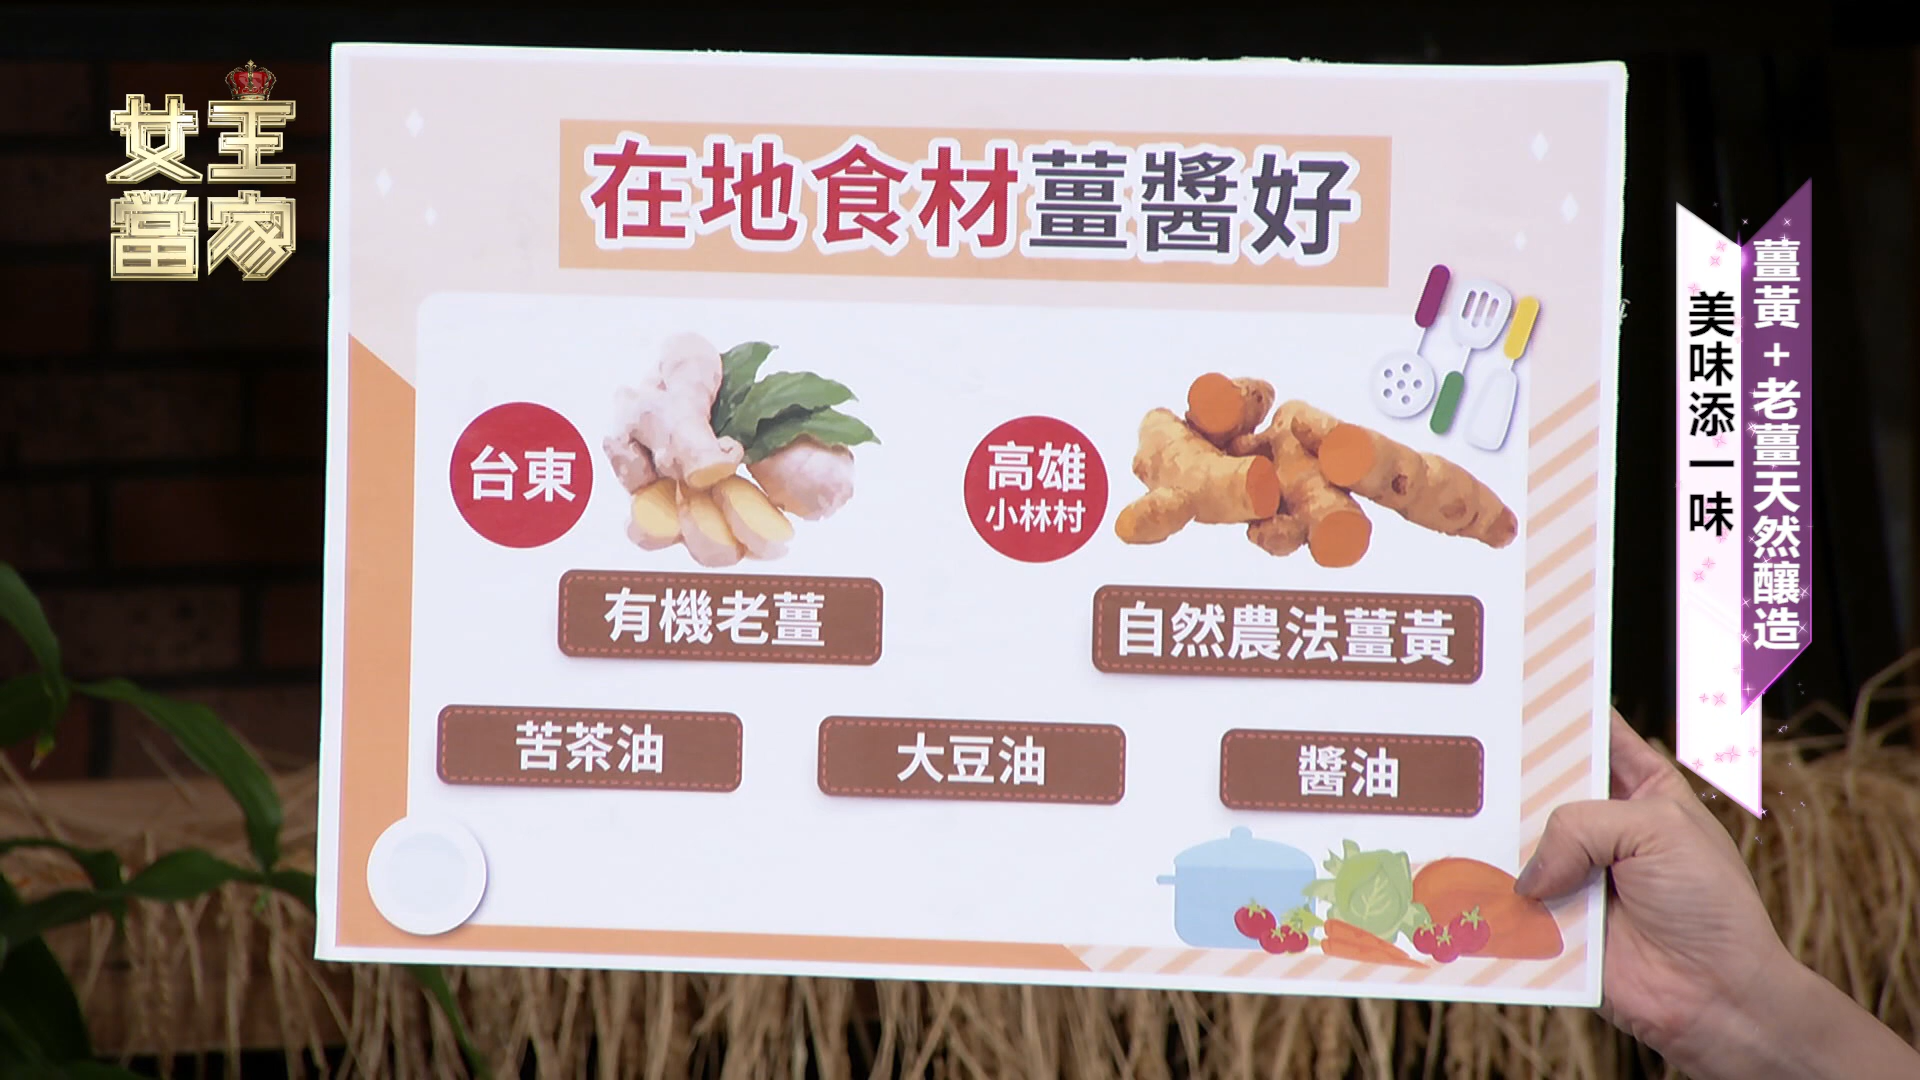 女王
當家
在地食材薑醬好
台東
高雄
小林村
有機老薑
自然農法薑黃
苦茶油
大豆油
醬油
薑黃+老薑天然釀造
美味添一味